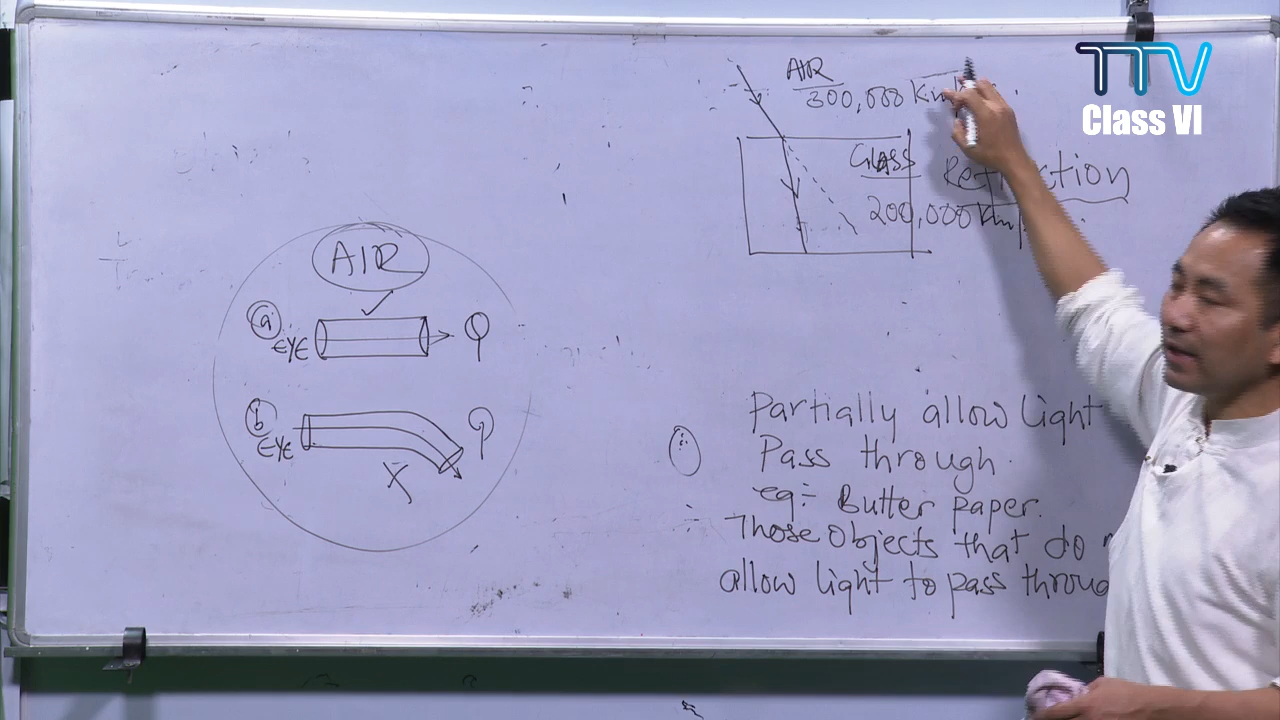 TTV
Class VI
AIR
300,000 Km/
GLASS
Refraction
200,000 Km/
AIR
a
EYE
b
EYE
X
Partially allow light
Pass through.
eg:- Butter paper.
Those Objects that do
allow light to pass throug